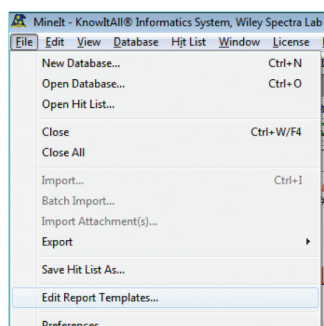 MineIt - KnowItAll® Informatics System, Wiley Spectra Lab
File Edit View Database Hit List Window License
New Database... Ctrl+N
Open Database... Ctrl+O
Open Hit List...
Close Ctrl+W/F4
Close All
Import... Ctrl+I
Batch Import...
Import Attachment(s)...
Export
Save Hit List As...
Edit Report Templates...
Preferences